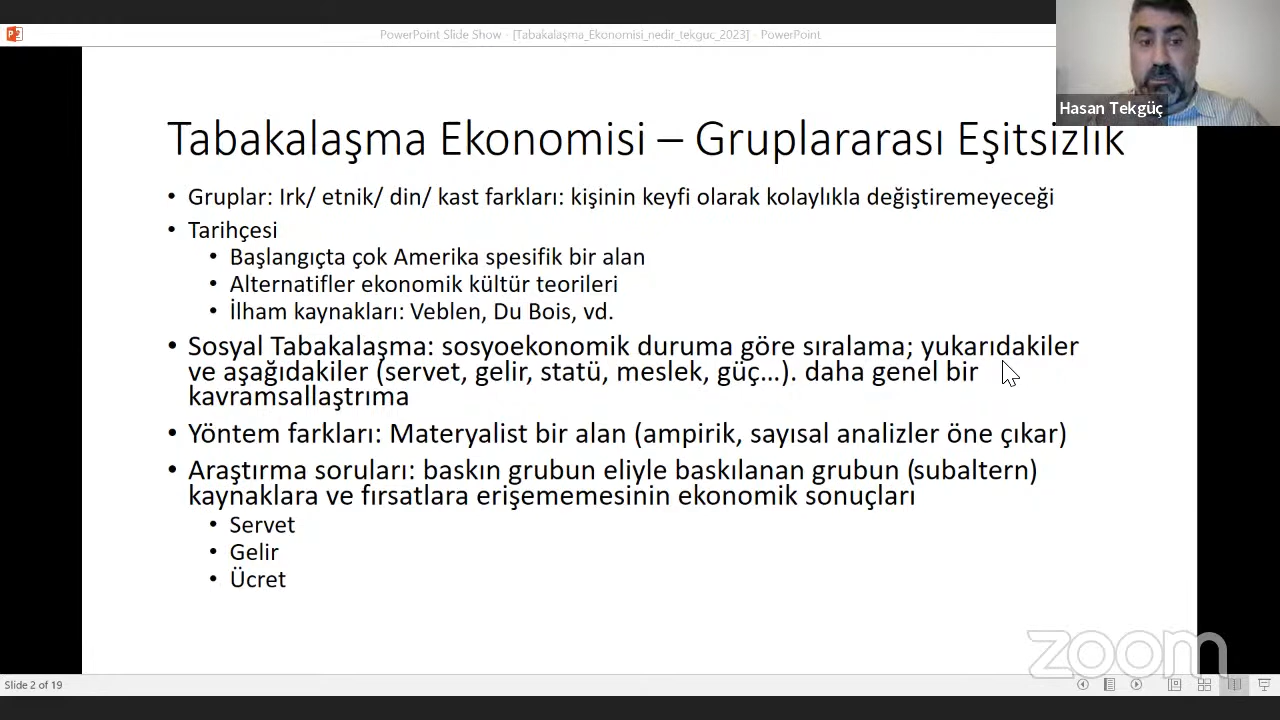 PowerPoint Slide Show - [Tabakalaşma_Ekonomisi_nedir_tekguc_2023] - PowerPoint
Hasan Tekgüç
Tabakalaşma Ekonomisi – Gruplararası Eşitsizlik
• Gruplar: Irk/ etnik/ din/ kast farkları: kişinin keyfi olarak kolaylıkla değiştiremeyeceği
• Tarihçesi
• Başlangıçta çok Amerika spesifik bir alan
• Alternatifler ekonomik kültür teorileri
• İlham kaynakları: Veblen, Du Bois, vd.
• Sosyal Tabakalaşma: sosyoekonomik duruma göre sıralama; yukarıdakiler
ve aşağıdakiler (servet, gelir, statü, meslek, güç…). daha genel bir
kavramsallaştrıma
• Yöntem farkları: Materyalist bir alan (ampirik, sayısal analizler öne çıkar)
• Araştırma soruları: baskın grubun eliyle baskılanan grubun (subaltern)
kaynaklara ve fırsatlara erişememesinin ekonomik sonuçları
• Servet
• Gelir
• Ücret
zoom
Slide 2 of 19